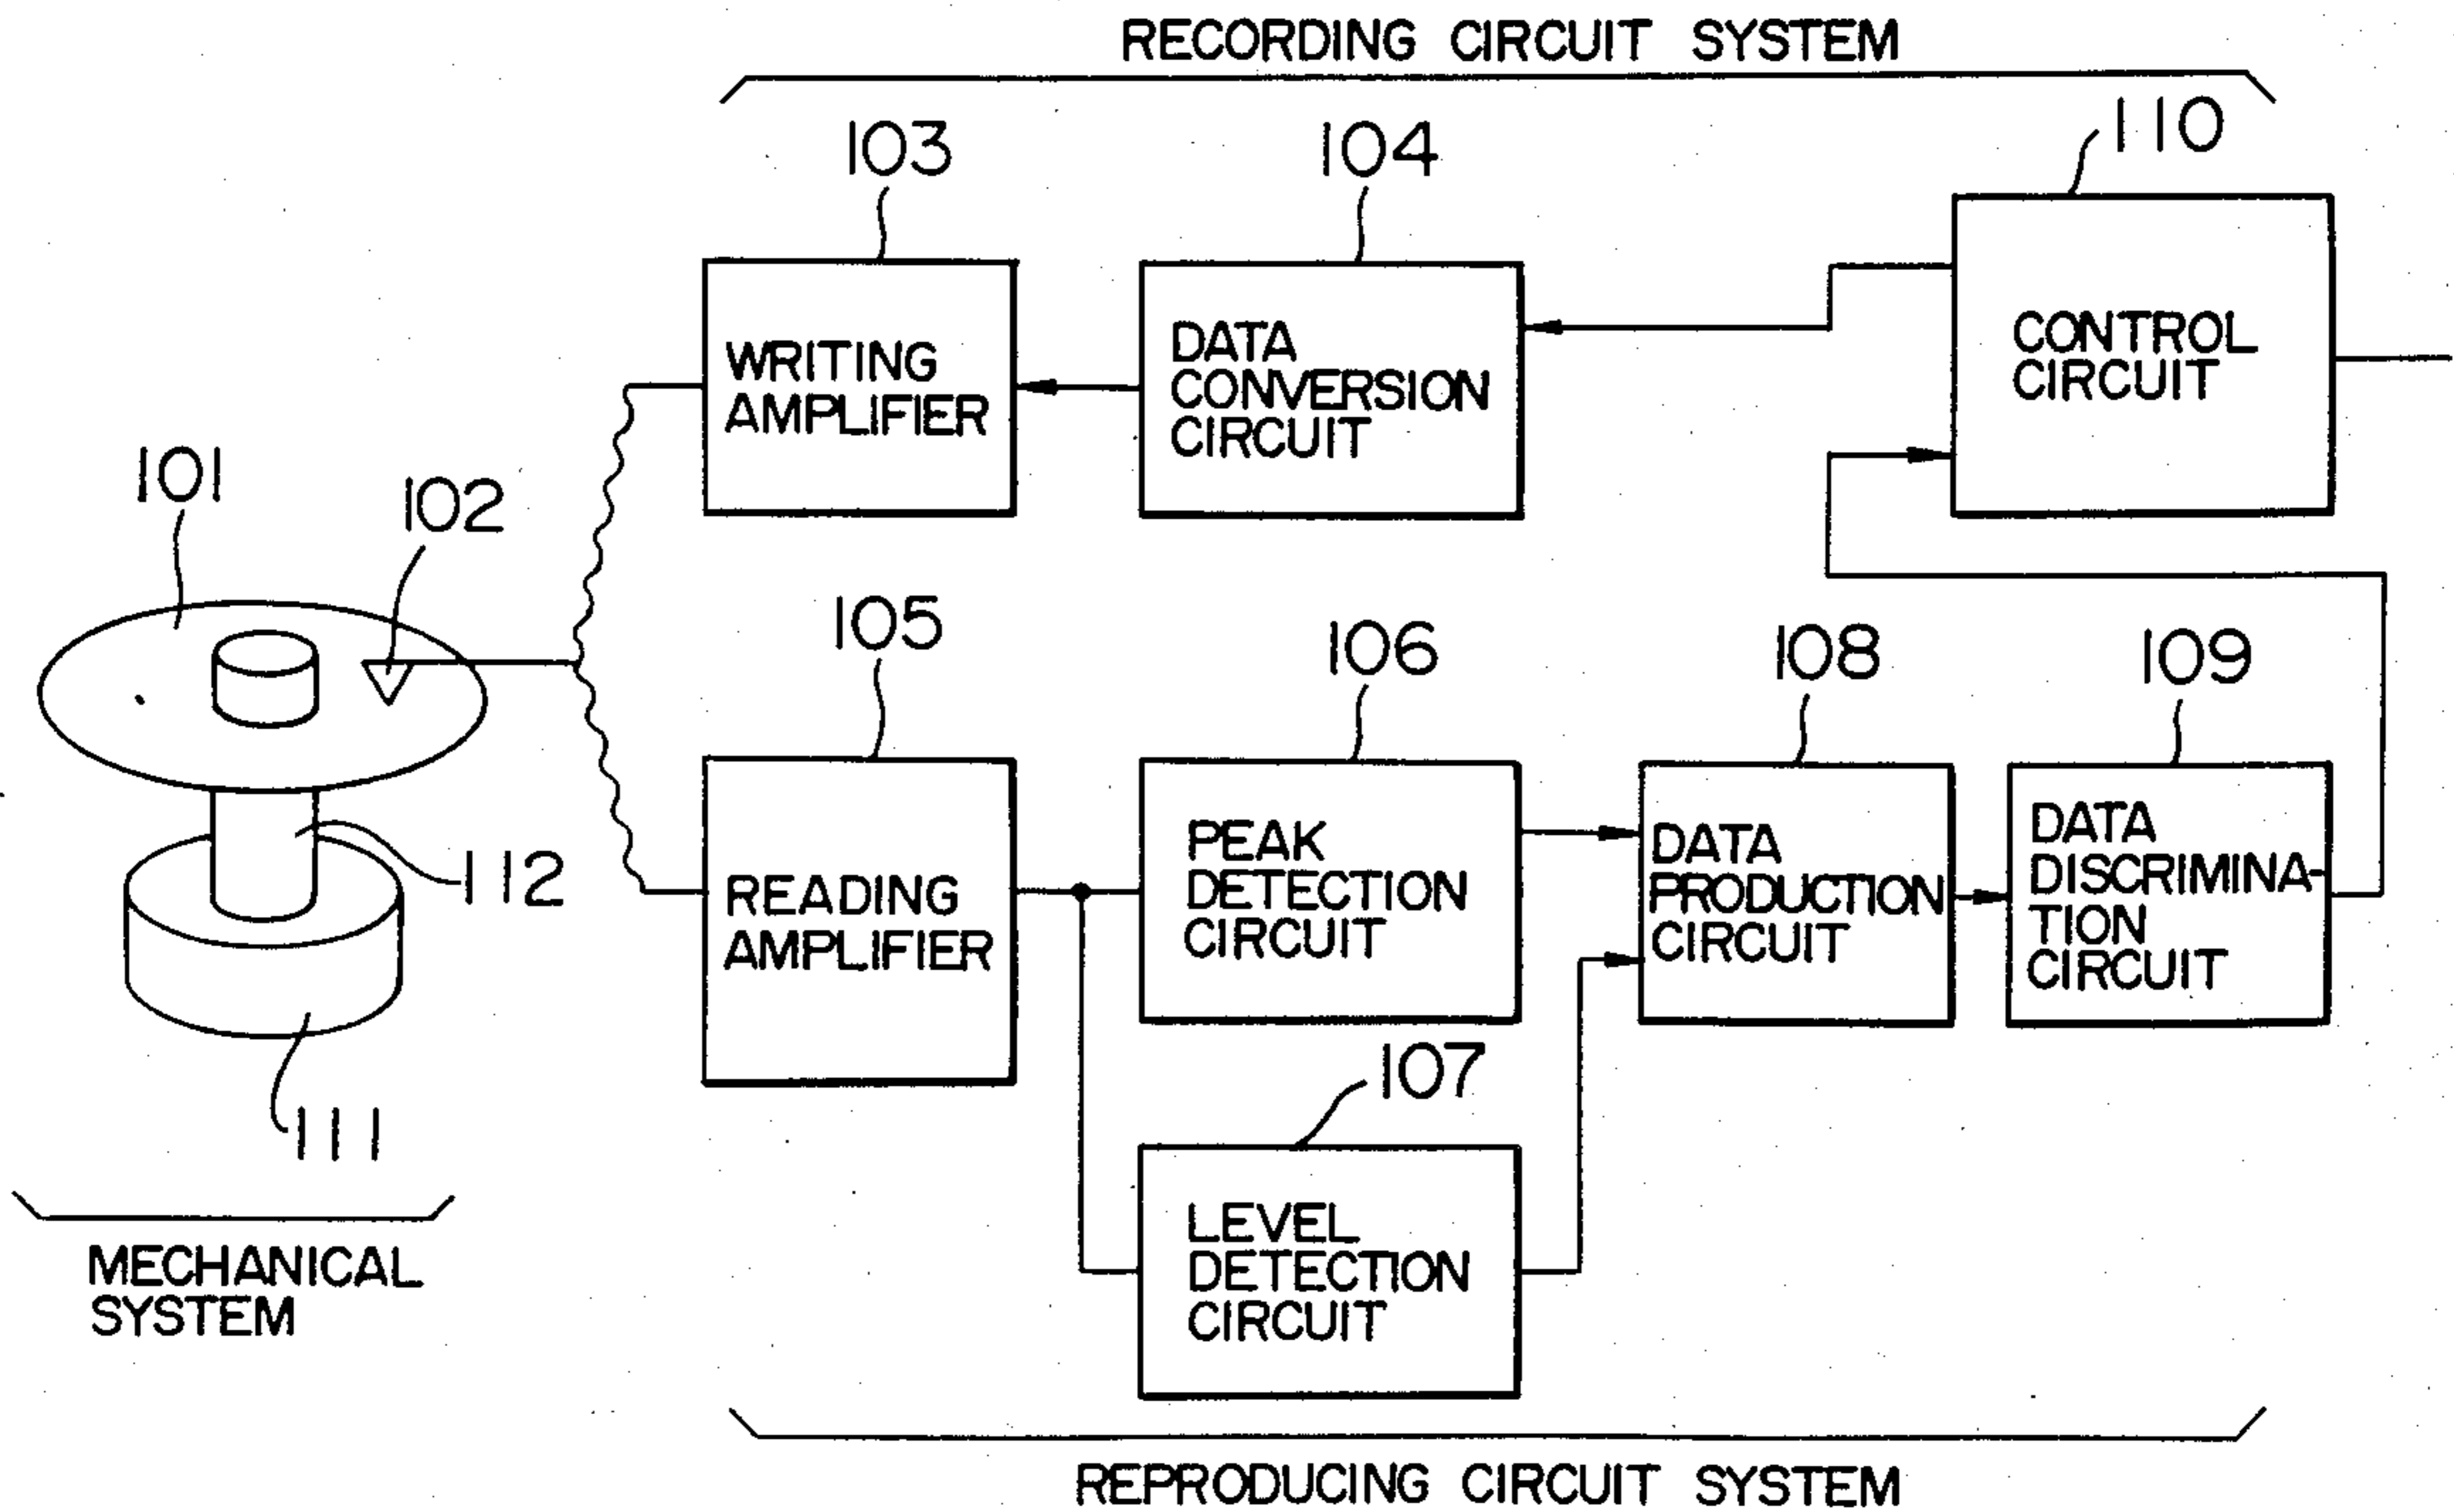 RECORDING CIRCUIT SYSTEM
110
103
104
WRITING
AMPLIFIER
DATA
CONVERSION
CIRCUIT
CONTROL
CIRCUIT
101
102
105
106
108
109
READING
AMPLIFIER
PEAK
DETECTION
CIRCUIT
DATA
PRODUCTION
CIRCUIT
DATA
DISCRIMINA-
TION
CIRCUIT
112
111
107
LEVEL
DETECTION
CIRCUIT
MECHANICAL
SYSTEM
REPRODUCING CIRCUIT SYSTEM